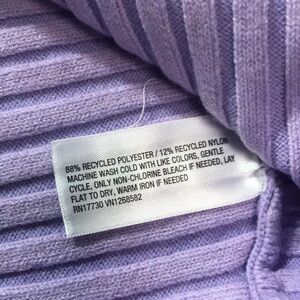 88% RECYCLED POLYESTER / 12% RECYCLED NYLON
MACHINE WASH COLD WITH LIKE COLORS, GENTLE
CYCLE, ONLY NON-CHLORINE BLEACH IF NEEDED, LAY
FLAT TO DRY, WARM IRON IF NEEDED
RN17730 VN1268582